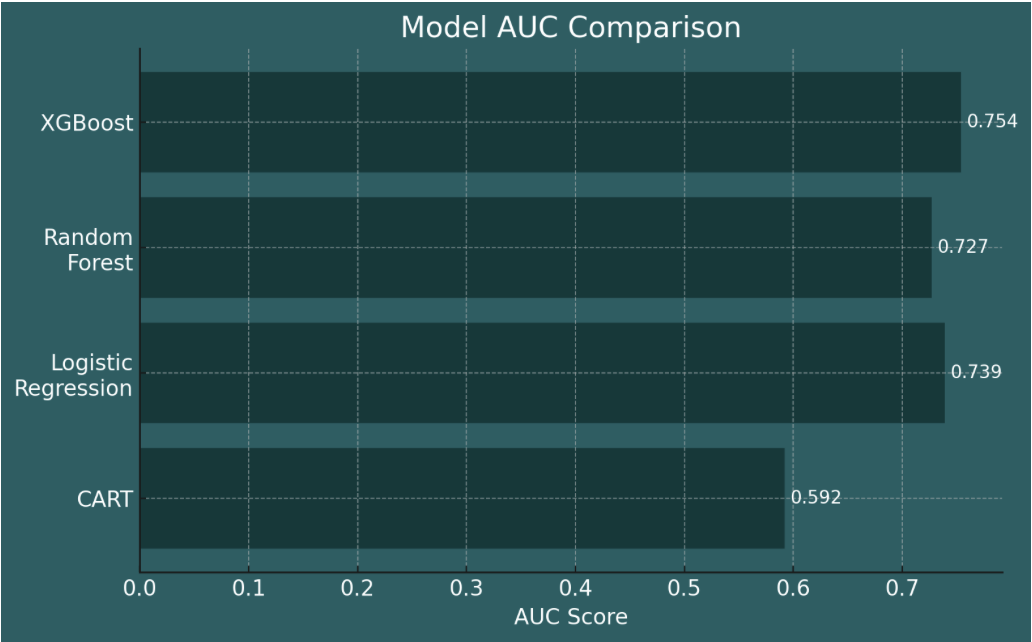 Model AUC Comparison
XGBoost
0.754
Random
Forest
0.727
Logistic
Regression
0.739
CART
0.592
0.0 0.1 0.2 0.3 0.4 0.5 0.6 0.7
AUC Score